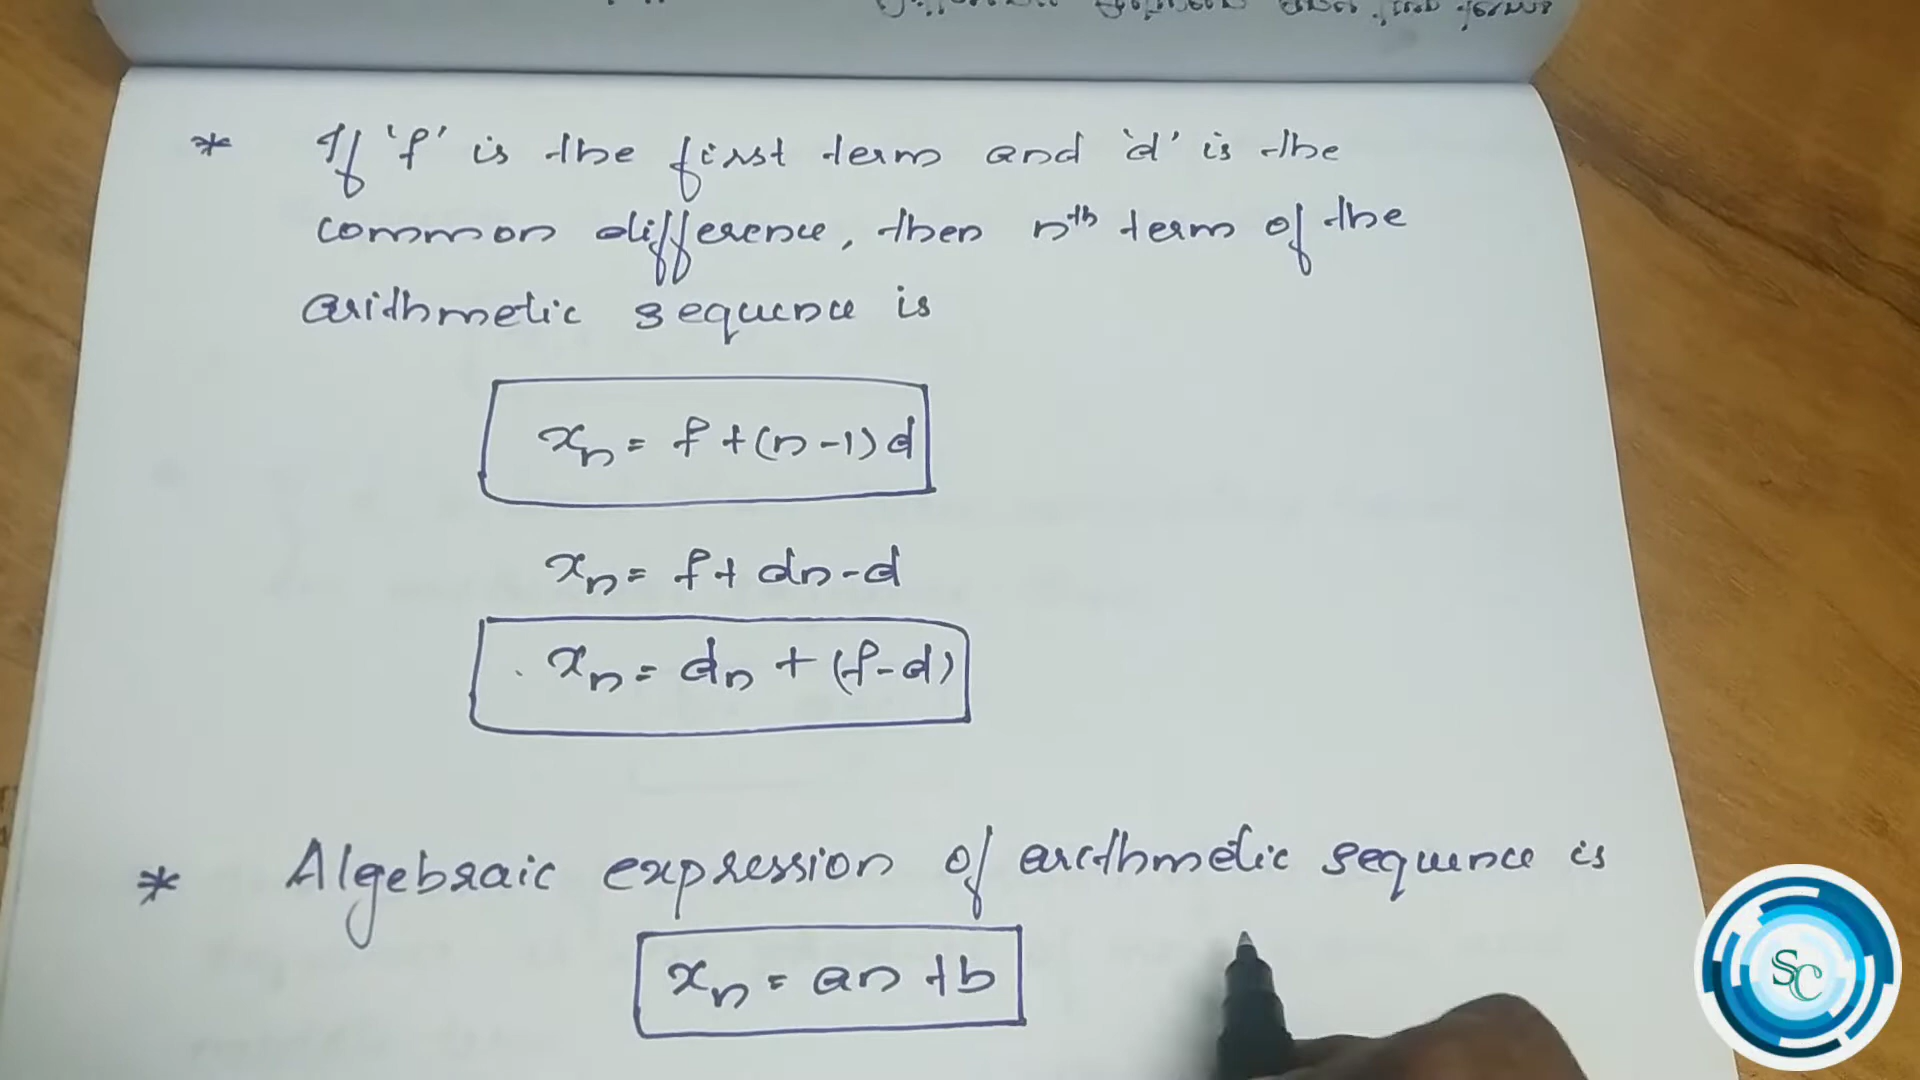 * If 'f' is the first term and 'd' is the
common difference, then nth term of the
arithmetic sequence is
xn = f + (n - 1) d
xn = f + dn - d
xn = dn + (f - d)
* Algebraic expression of arithmetic sequence is
xn = an + b
SC